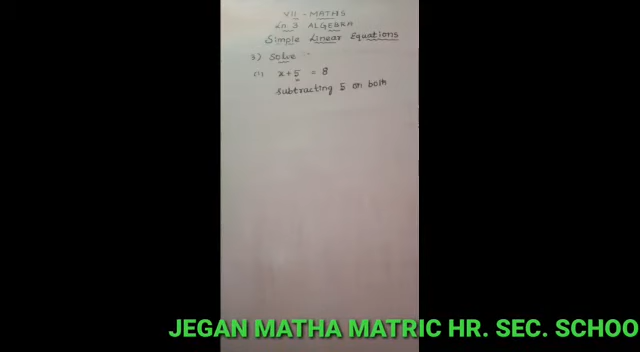 VII - MATHS
Ln 3 ALGEBRA
Simple Linear Equations
3) Solve :-
(i) x + 5 = 8
Subtracting 5 on both
JEGAN MATHA MATRIC HR. SEC. SCHOO